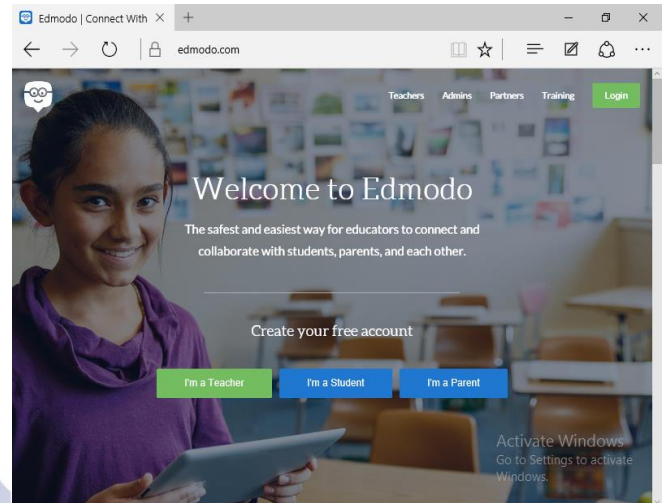 Edmodo | Connect With
edmodo.com
Teachers Admins Partners Training Login
Welcome to Edmodo
The safest and easiest way for educators to connect and
collaborate with students, parents, and each other.
Create your free account
I'm a Teacher I'm a Student I'm a Parent
Activate Windows
Go to Settings to activate
Windows.